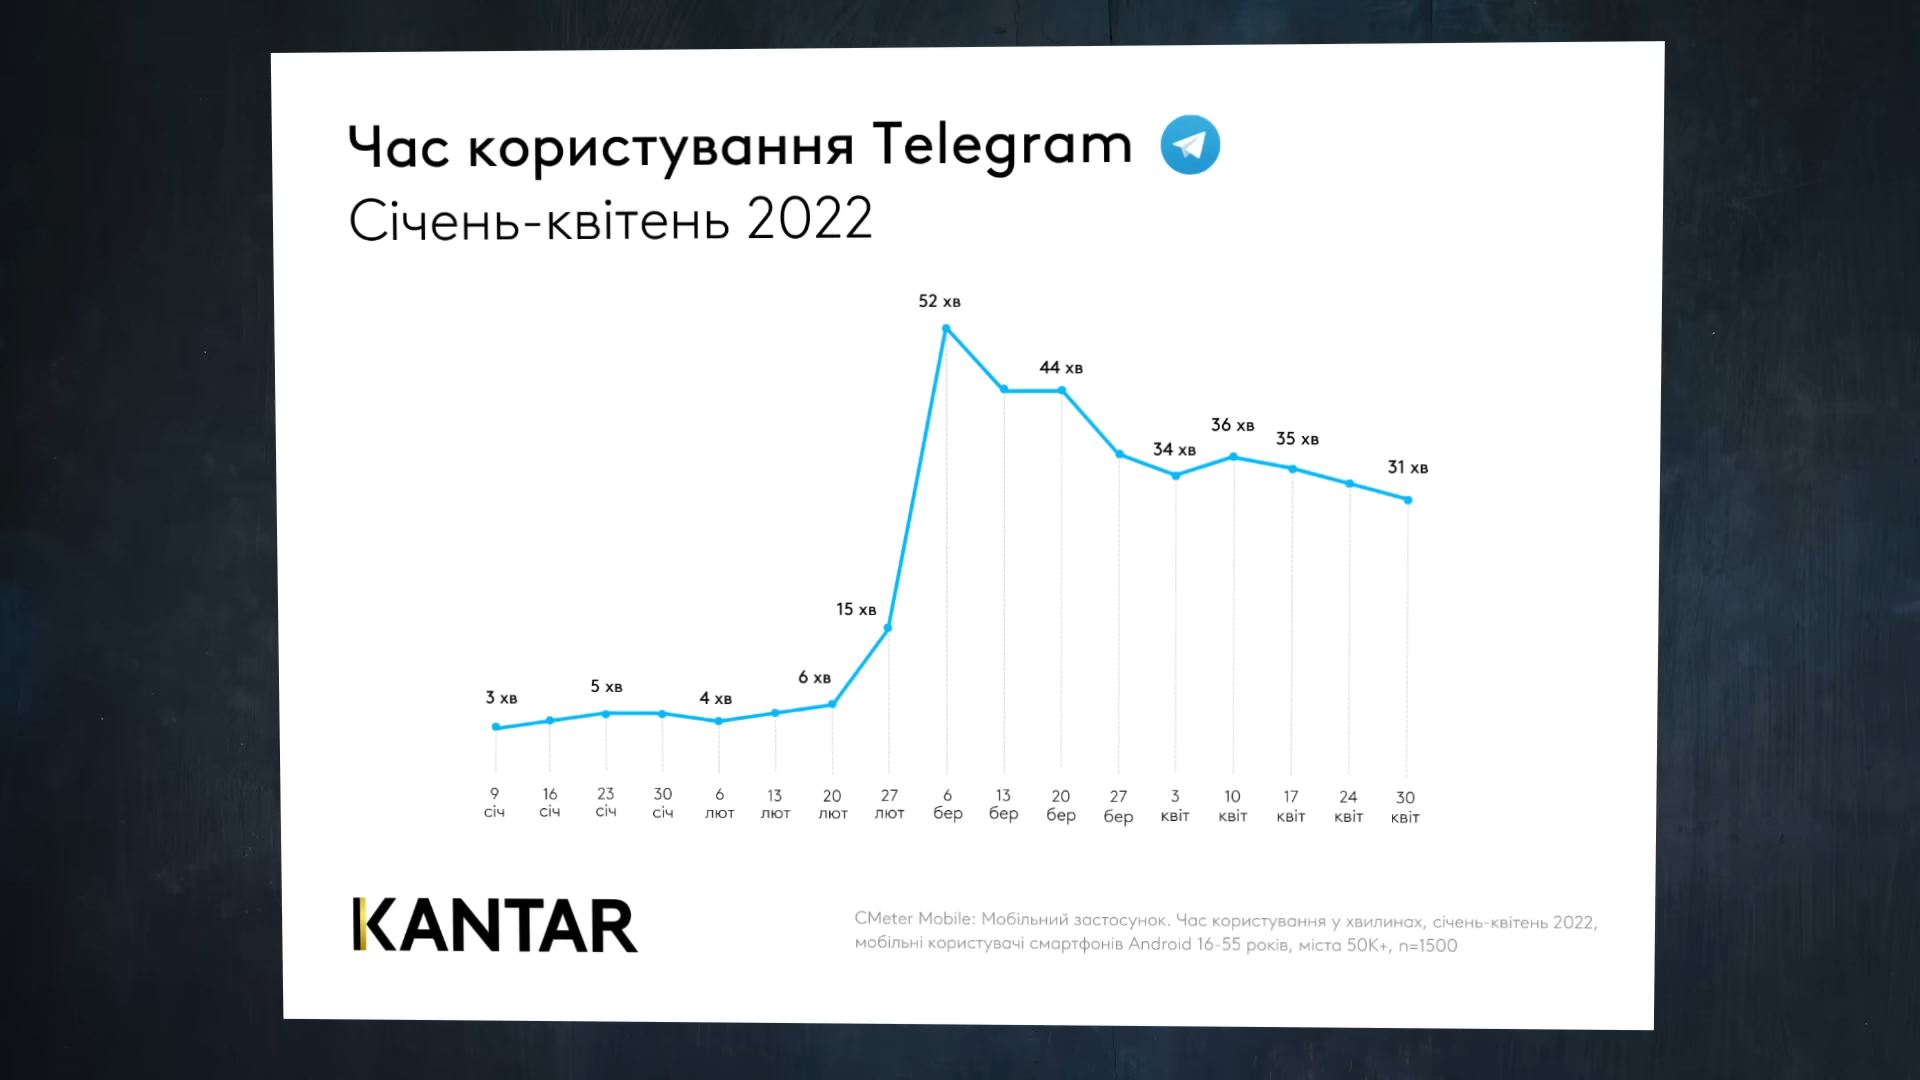 Час користування Telegram
Січень-квітень 2022
52 хв
44 хв
36 хв
35 хв
34 хв
31 хв
15 хв
6 хв
5 хв
3 хв
4 хв
9 січ
16 січ
23 січ
30 січ
6 лют
13 лют
20 лют
27 лют
6 бер
13 бер
20 бер
27 бер
3 квіт
10 квіт
17 квіт
24 квіт
30 квіт
KANTAR
CMeter Mobile: Мобільний застосунок. Час користування у хвилинах, січень-квітень 2022,
мобільні користувачі смартфонів Android 16-55 років, міста 50К+, n=1500